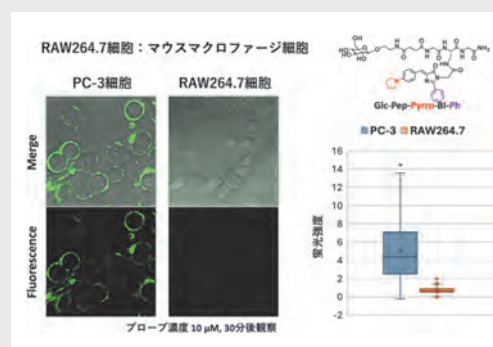 RAW264.7細胞：マウスマクロファージ細胞
PC-3細胞
RAW264.7細胞
Merge
Fluorescence
プローブ濃度 10 µM, 30分後観察
Glc-Pep-Pyrro-BI-Ph
PC-3 RAW264.7
蛍光強度
16
14
12
10
8
6
4
2
0
-2